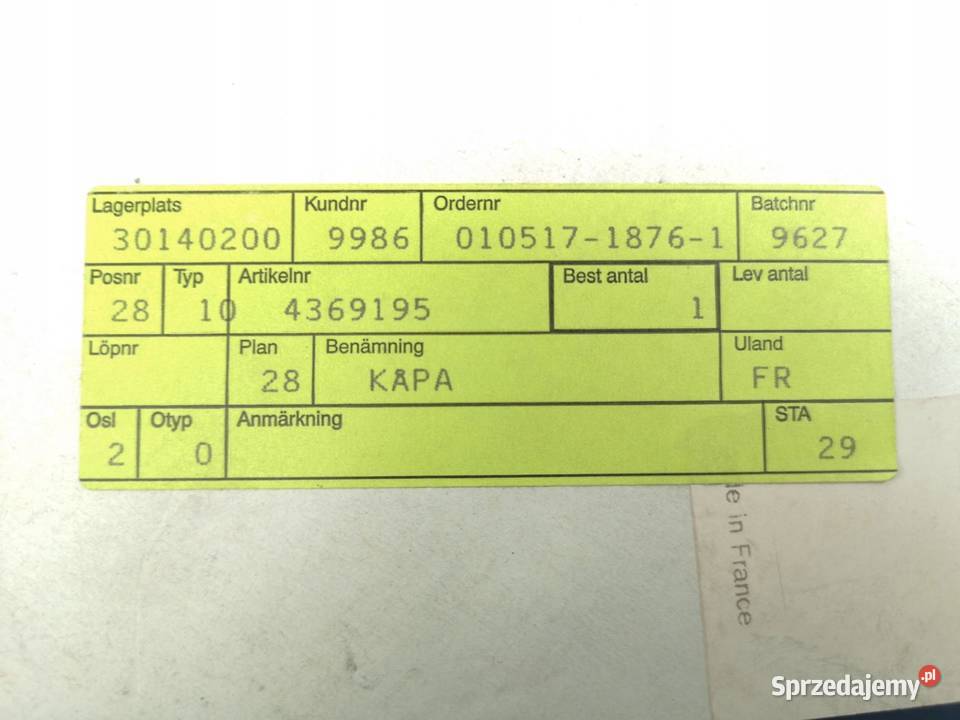 Lagerplats Kundnr Ordernr Batchnr
30140200 9986 010517-1876-1 9627
Posnr Typ Artikelnr Best antal Lev antal
28 10 4369195 1
Löpnr Plan Benämning Uland
28 KÅPA FR
Osl Otyp Anmärkning STA
2 0 29
de in France
Sprzedajemy.pl